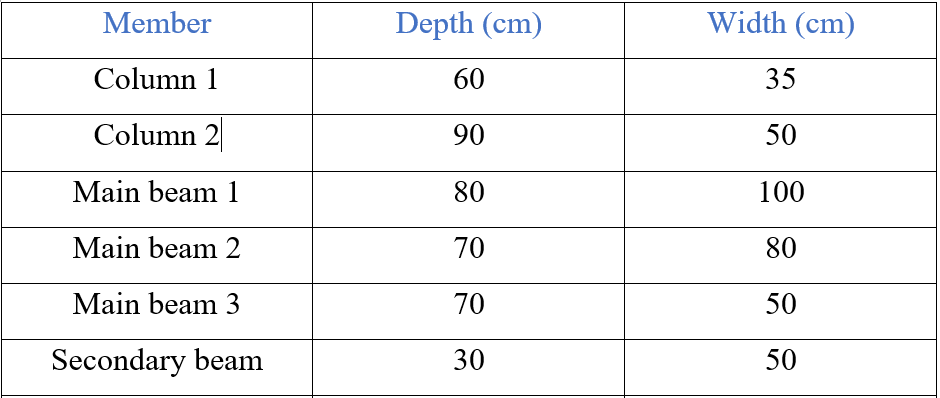 Member Depth (cm) Width (cm)
Column 1 60 35
Column 2 90 50
Main beam 1 80 100
Main beam 2 70 80
Main beam 3 70 50
Secondary beam 30 50